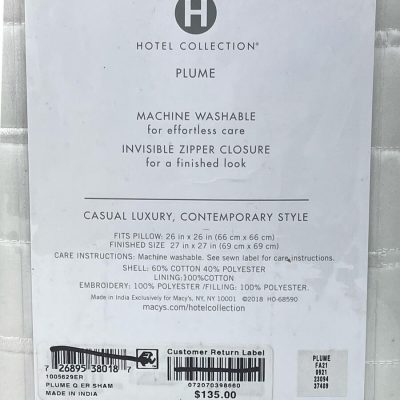 H
HOTEL COLLECTION®
PLUME
MACHINE WASHABLE
for effortless care
INVISIBLE ZIPPER CLOSURE
for a finished look
CASUAL LUXURY, CONTEMPORARY STYLE
FITS PILLOW: 26 in x 26 in (66 cm x 66 cm)
FINISHED SIZE 27 in x 27 in (69 cm x 69 cm)
CARE INSTRUCTIONS: Machine washable. See sewn label for care instructions.
SHELL: 60% COTTON 40% POLYESTER
LINING:100%COTTON
EMBROIDERY: 100% POLYESTER /FILLING: 100% POLYESTER.
Made in India Exclusively for Macy's, NY, NY 10001 ©2018 HO-68590
macys.com/hotelcollection
7 26895 38018 7
1005629ER
PLUME Q ER SHAM
MADE IN INDIA
Customer Return Label
072070398660
$135.00
PLUME
FA21
0921
23094
37409